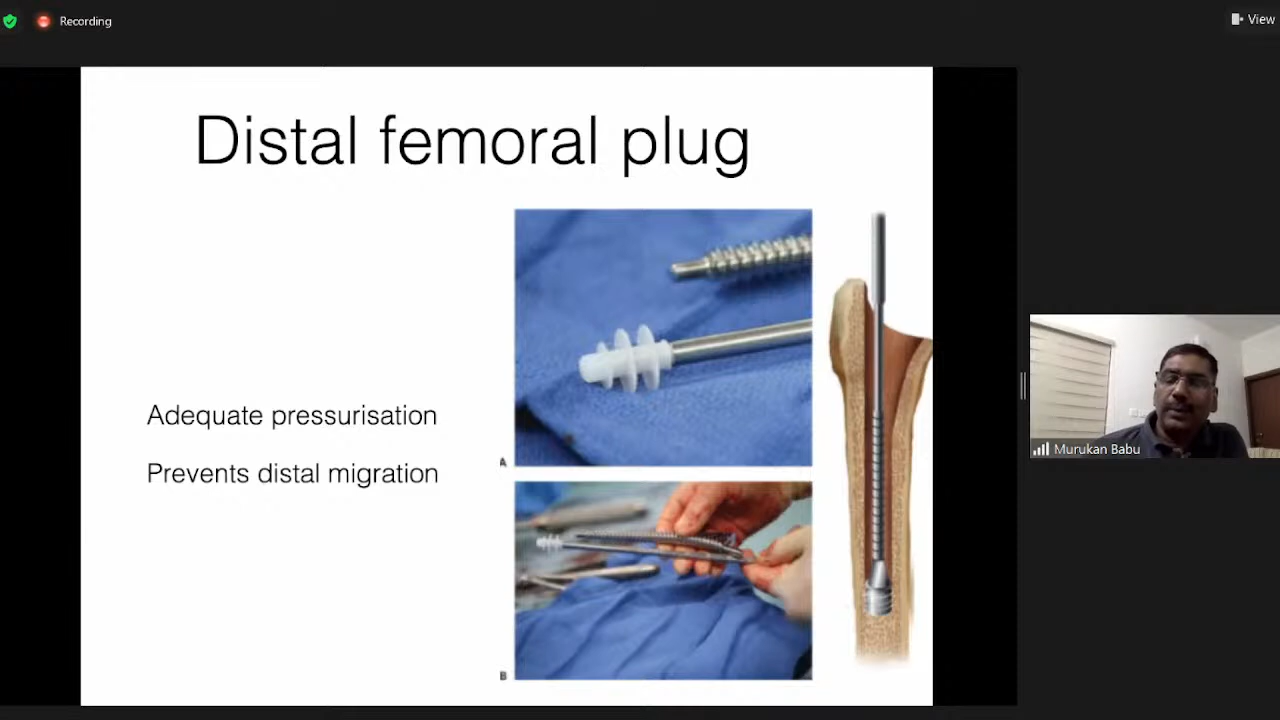 Recording
View
Distal femoral plug
Adequate pressurisation
Prevents distal migration
A
B
Murukan Babu